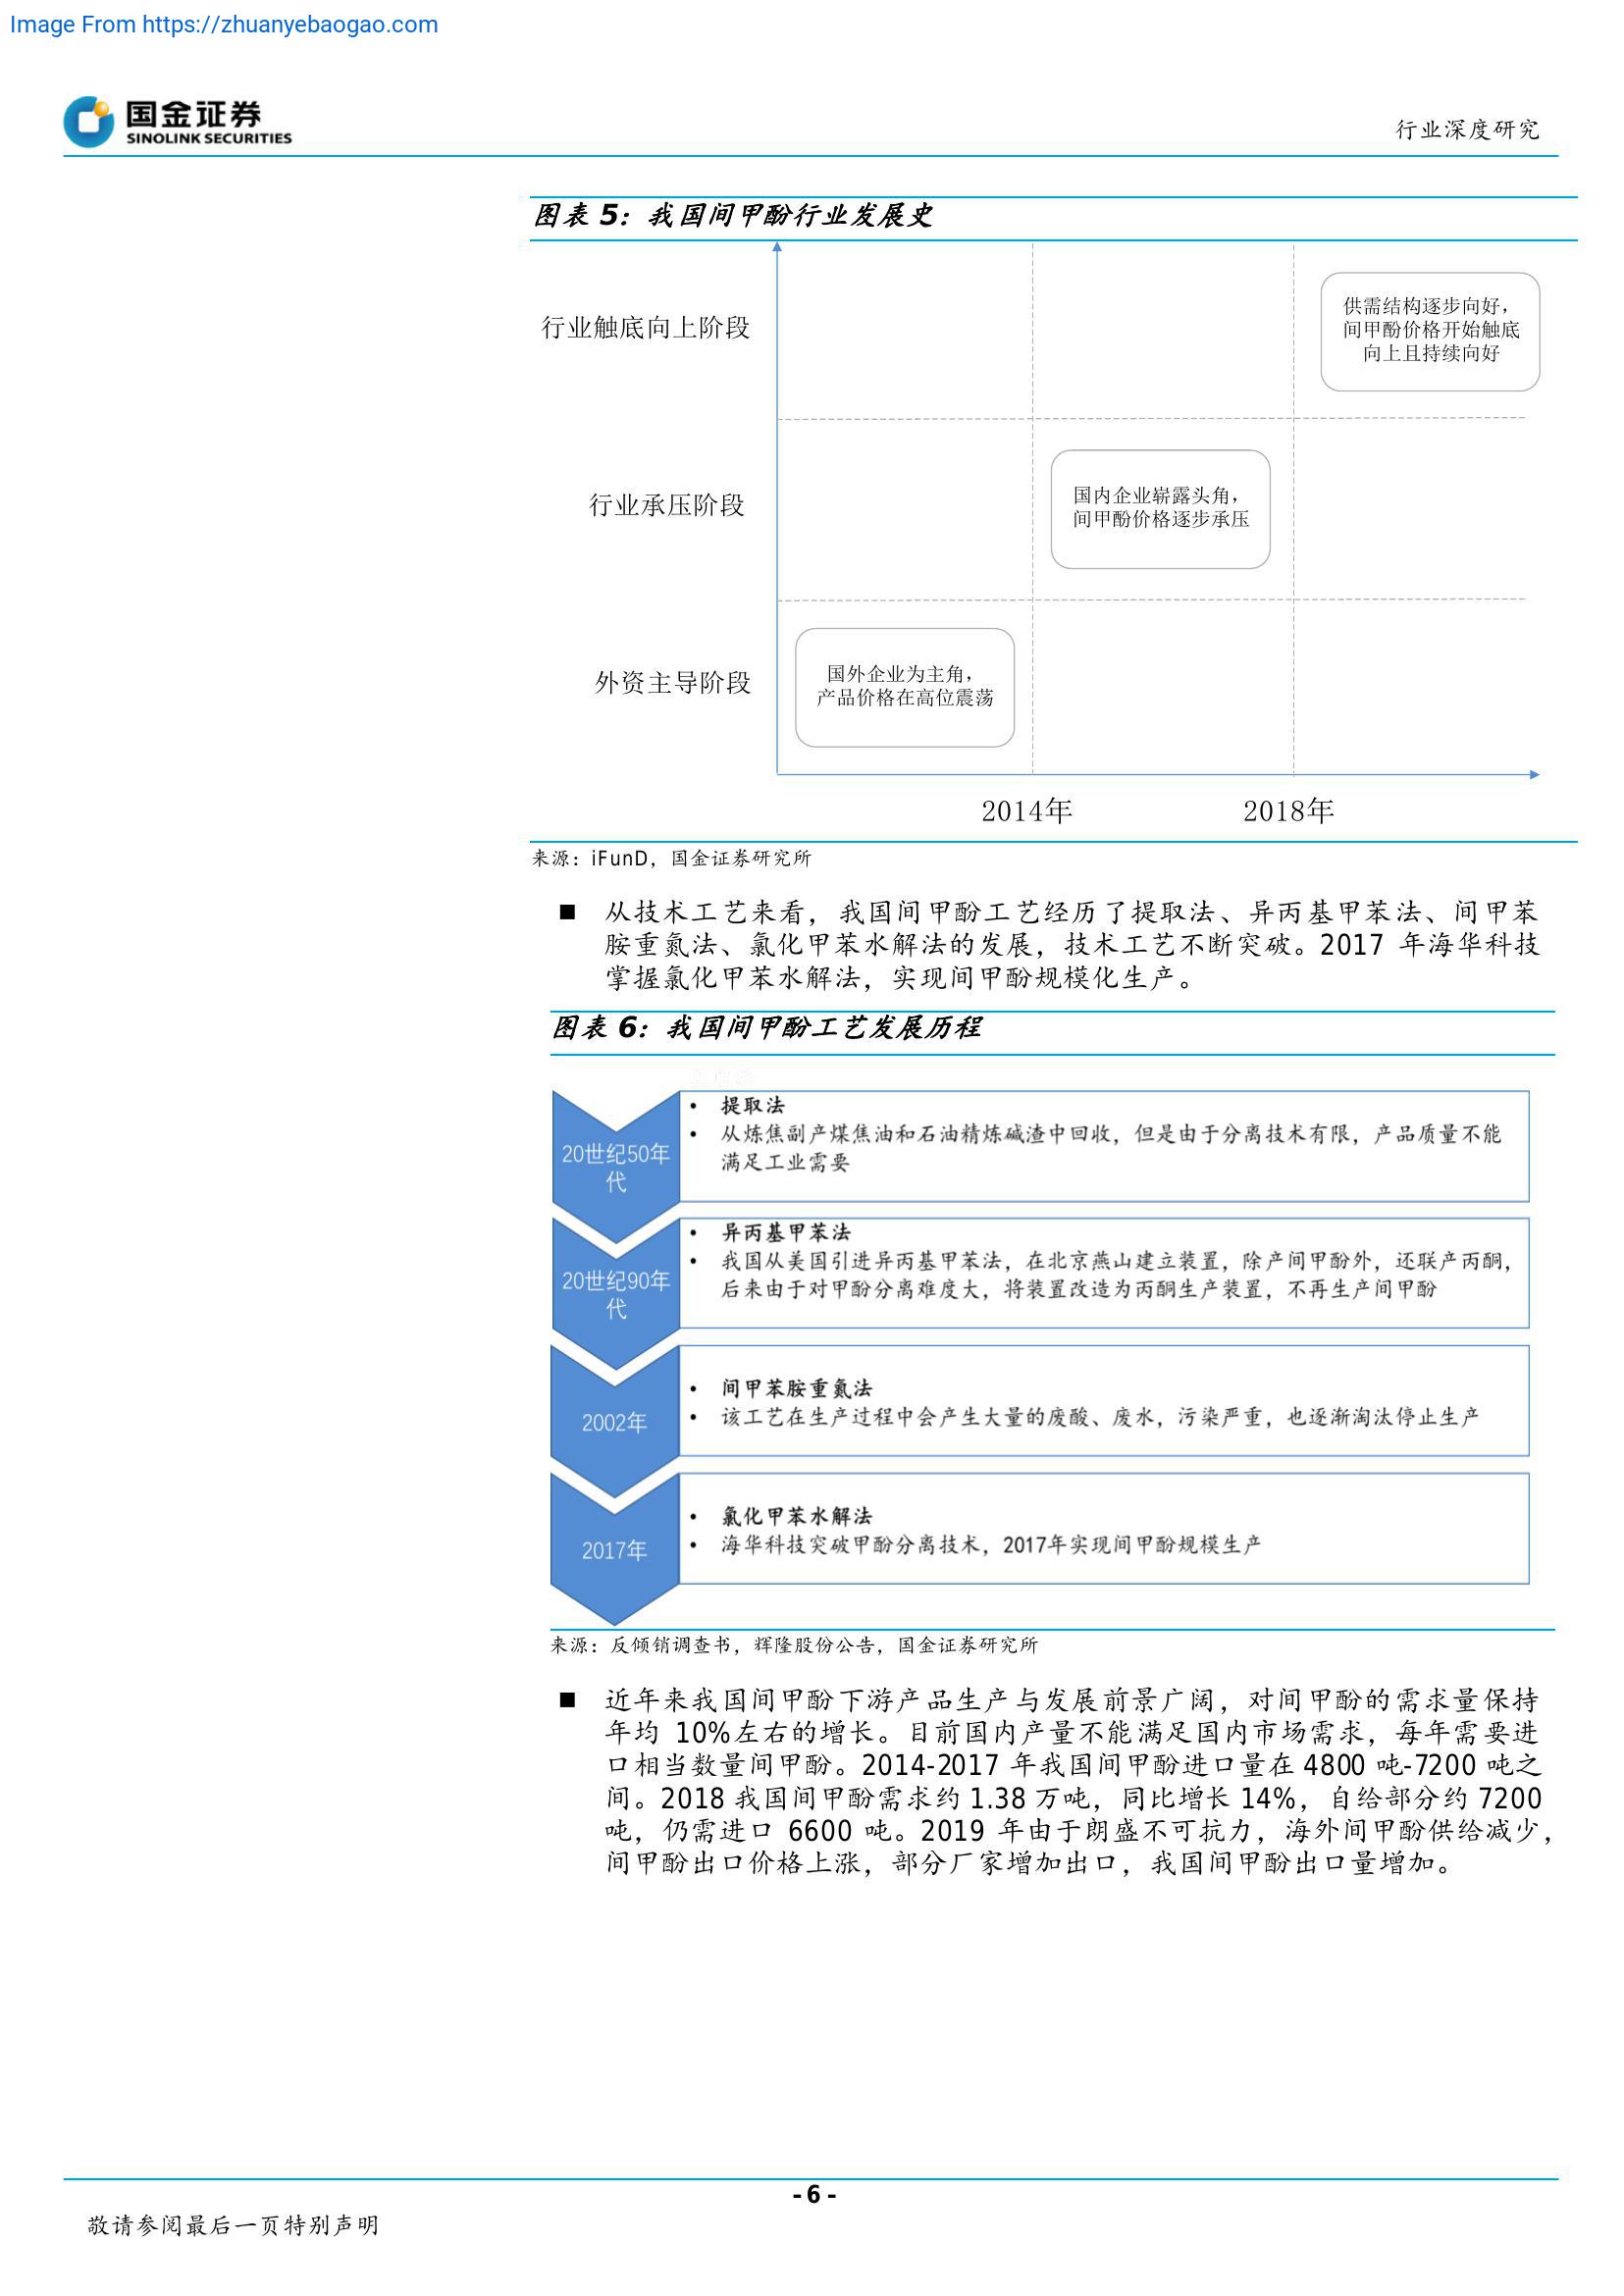 Image From https://zhuanyebaogao.com
国金证券
SINOLINK SECURITIES
行业深度研究
图表 5：我国间甲酚行业发展史
行业触底向上阶段
供需结构逐步向好，
间甲酚价格开始触底
向上且持续向好
行业承压阶段
国内企业崭露头角，
间甲酚价格逐步承压
外资主导阶段
国外企业为主角，
产品价格在高位震荡
2014年
2018年
来源：iFunD，国金证券研究所
■ 从技术工艺来看，我国间甲酚工艺经历了提取法、异丙基甲苯法、间甲苯
胺重氮法、氯化甲苯水解法的发展，技术工艺不断突破。2017 年海华科技
掌握氯化甲苯水解法，实现间甲酚规模化生产。
图表 6：我国间甲酚工艺发展历程
20世纪50年
代
• 提取法
• 从炼焦副产煤焦油和石油精炼碱渣中回收，但是由于分离技术有限，产品质量不能
满足工业需要
20世纪90年
代
• 异丙基甲苯法
• 我国从美国引进异丙基甲苯法，在北京燕山建立装置，除产间甲酚外，还联产丙酮，
后来由于对甲酚分离难度大，将装置改造为丙酮生产装置，不再生产间甲酚
2002年
• 间甲苯胺重氮法
• 该工艺在生产过程中会产生大量的废酸、废水，污染严重，也逐渐淘汰停止生产
2017年
• 氯化甲苯水解法
• 海华科技突破甲酚分离技术，2017年实现间甲酚规模生产
来源：反倾销调查书，辉隆股份公告，国金证券研究所
■ 近年来我国间甲酚下游产品生产与发展前景广阔，对间甲酚的需求量保持
年均 10%左右的增长。目前国内产量不能满足国内市场需求，每年需要进
口相当数量间甲酚。2014-2017 年我国间甲酚进口量在 4800 吨-7200 吨之
间。2018 我国间甲酚需求约 1.38 万吨，同比增长 14%，自给部分约 7200
吨，仍需进口 6600 吨。2019 年由于朗盛不可抗力，海外间甲酚供给减少，
间甲酚出口价格上涨，部分厂家增加出口，我国间甲酚出口量增加。
- 6 -
敬请参阅最后一页特别声明